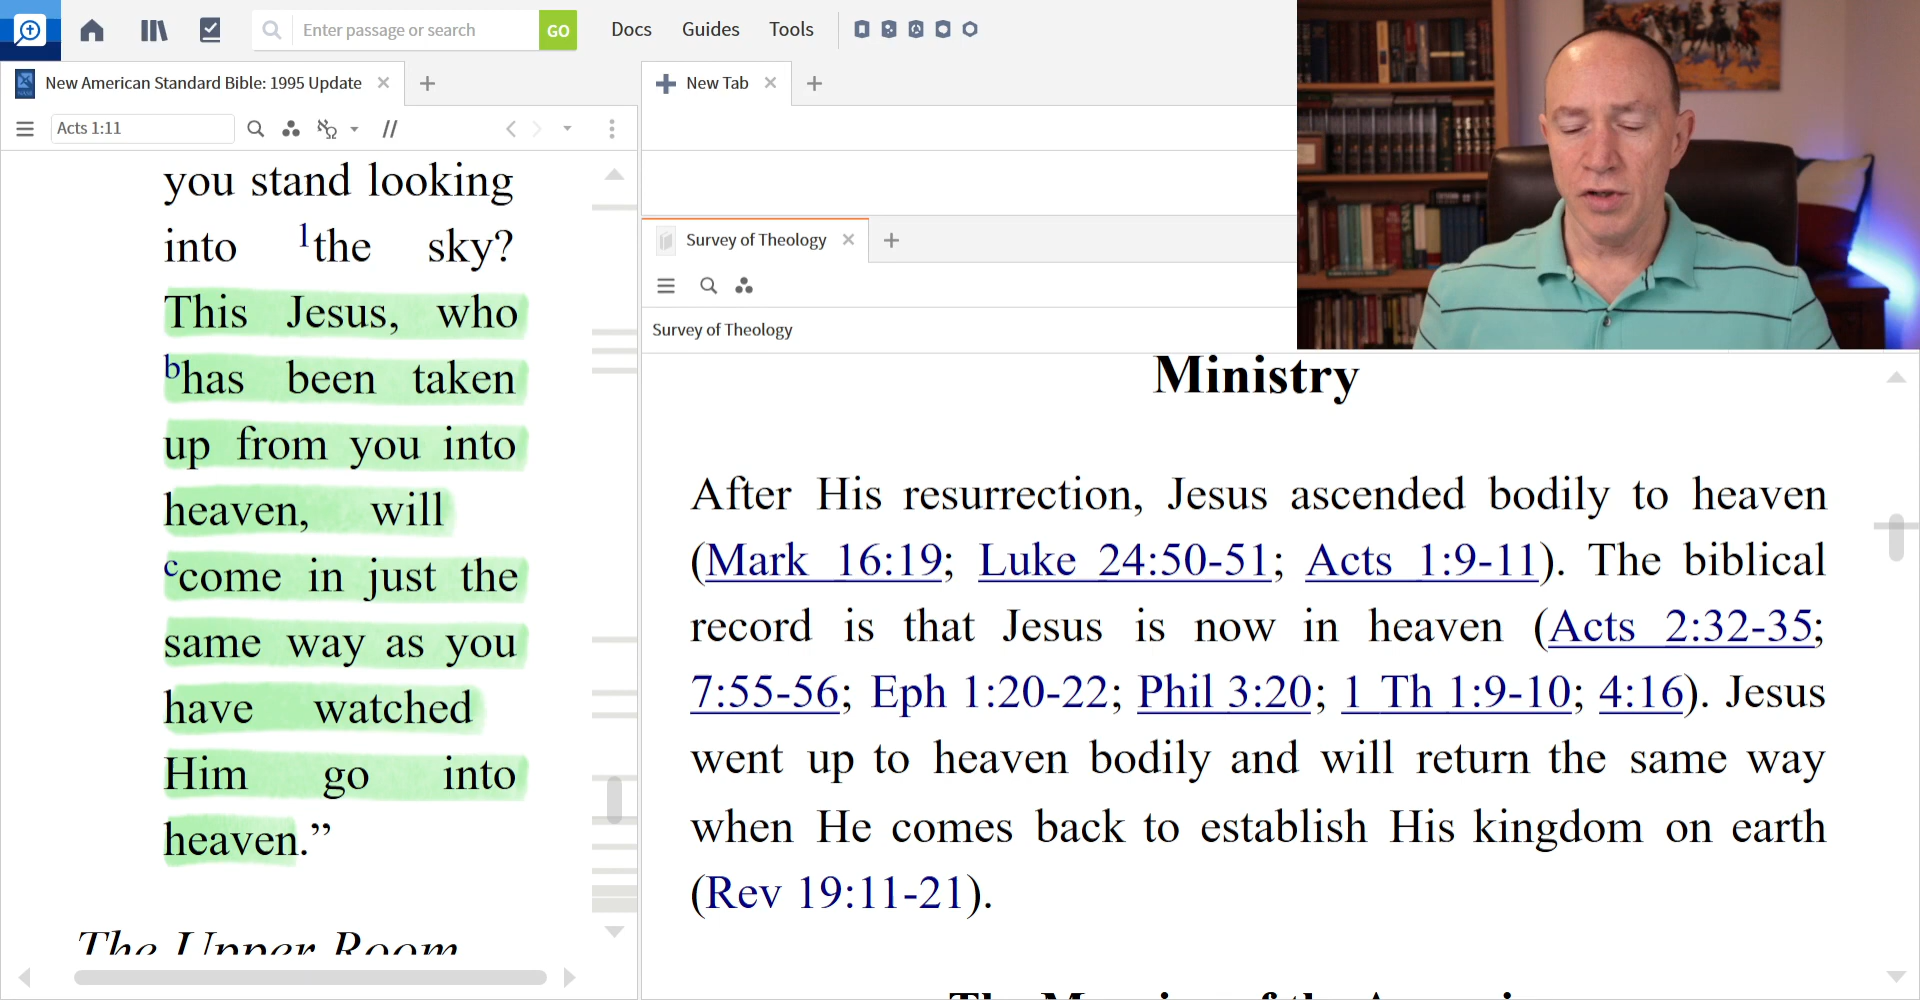 Enter passage or search
GO
Docs
Guides
Tools
New American Standard Bible: 1995 Update
Acts 1:11
you stand looking
into 1the sky?
This Jesus, who
bhas been taken
up from you into
heaven, will
ccome in just the
same way as you
have watched
Him go into
heaven.”
The Upper Room
New Tab
Survey of Theology
Survey of Theology
Ministry
After His resurrection, Jesus ascended bodily to heaven
(Mark 16:19; Luke 24:50-51; Acts 1:9-11). The biblical
record is that Jesus is now in heaven (Acts 2:32-35;
7:55-56; Eph 1:20-22; Phil 3:20; 1 Th 1:9-10; 4:16). Jesus
went up to heaven bodily and will return the same way
when He comes back to establish His kingdom on earth
(Rev 19:11-21).